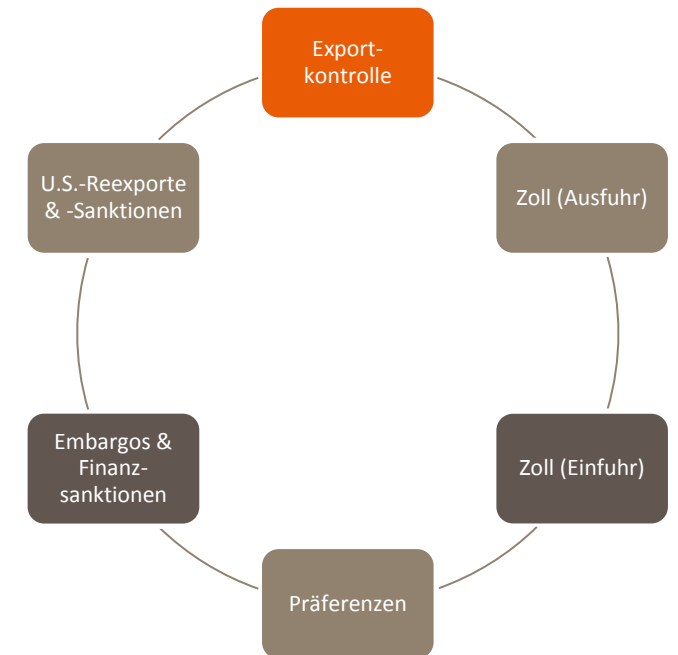 Export-
kontrolle
U.S.-Reexporte
& -Sanktionen
Zoll (Ausfuhr)
Embargos &
Finanz-
sanktionen
Zoll (Einfuhr)
Präferenzen